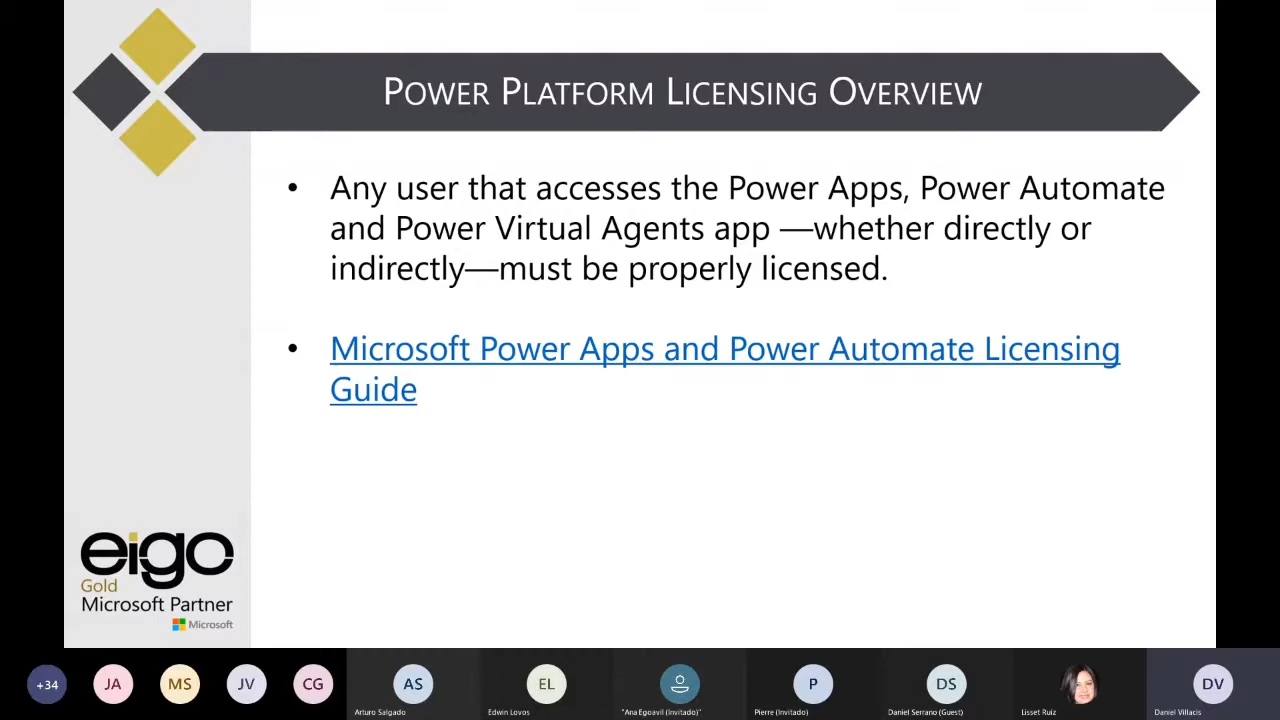 POWER PLATFORM LICENSING OVERVIEW
• Any user that accesses the Power Apps, Power Automate
and Power Virtual Agents app —whether directly or
indirectly—must be properly licensed.
• Microsoft Power Apps and Power Automate Licensing
Guide
eigo
Gold
Microsoft Partner
Microsoft
+34
JA
MS
JV
CG
AS
EL
P
DS
DV
Arturo Salgado
Edwin Lovos
"Ana Egoavil (Invitado)"
Pierre (Invitado)
Daniel Serrano (Guest)
Lisset Ruiz
Daniel Villacis